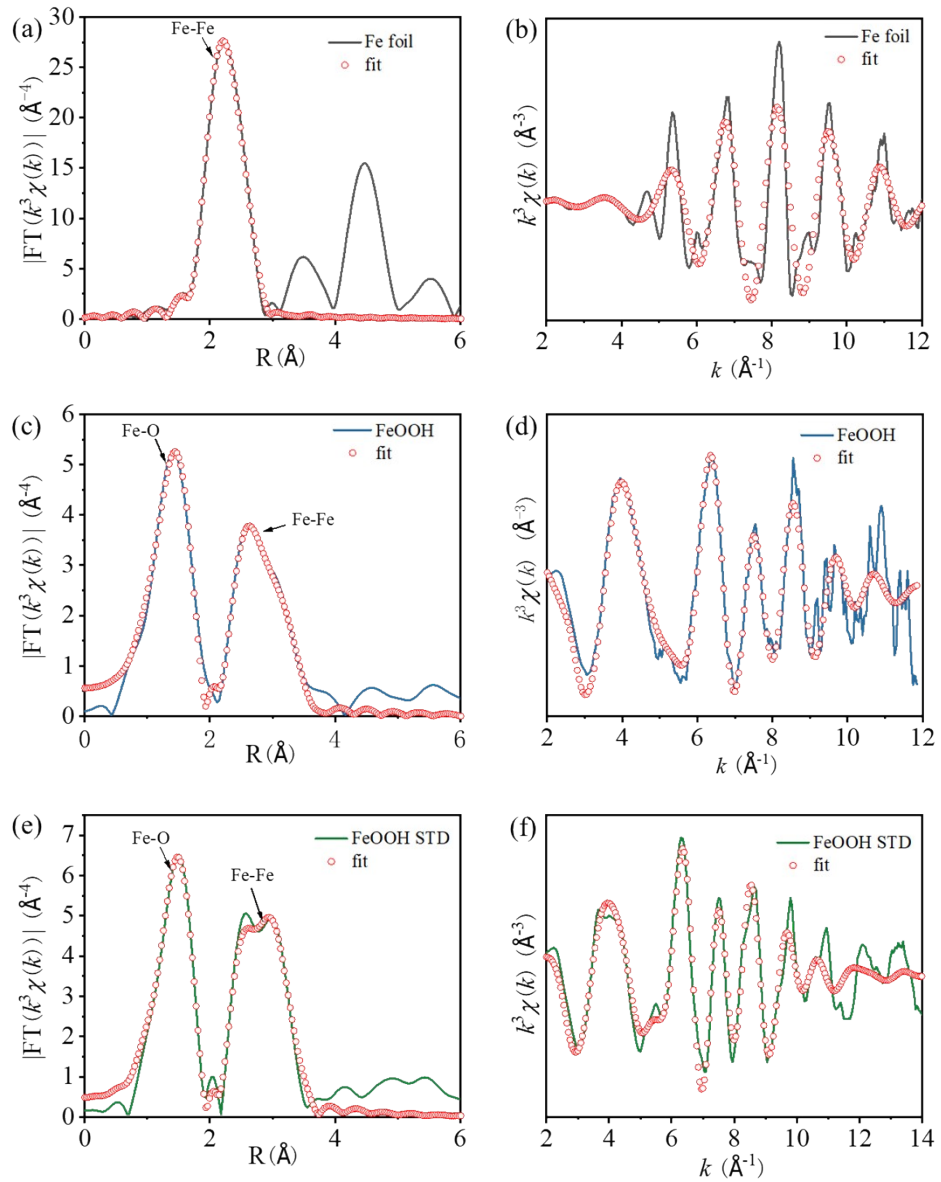 (a)
Fe-Fe
Fe foil
fit
|FT(k³χ(k))| (Å⁻⁴)
30
25
20
15
10
5
0
0 2 4 6
R (Å)
(b)
Fe foil
fit
k³χ(k) (Å-3)
2 4 6 8 10 12
k (Å-1)
(c)
Fe-O
FeOOH
fit
Fe-Fe
|FT(k³χ(k))| (Å-4)
6
5
4
3
2
1
0
0 2 4 6
R (Å)
(d)
FeOOH
fit
k³χ(k) (Å-3)
2 4 6 8 10 12
k (Å-1)
(e)
Fe-O
FeOOH STD
fit
Fe-Fe
|FT(k³χ(k))| (Å-4)
7
6
5
4
3
2
1
0
0 2 4 6
R (Å)
(f)
FeOOH STD
fit
k³χ(k) (Å-3)
2 4 6 8 10 12 14
k (Å-1)